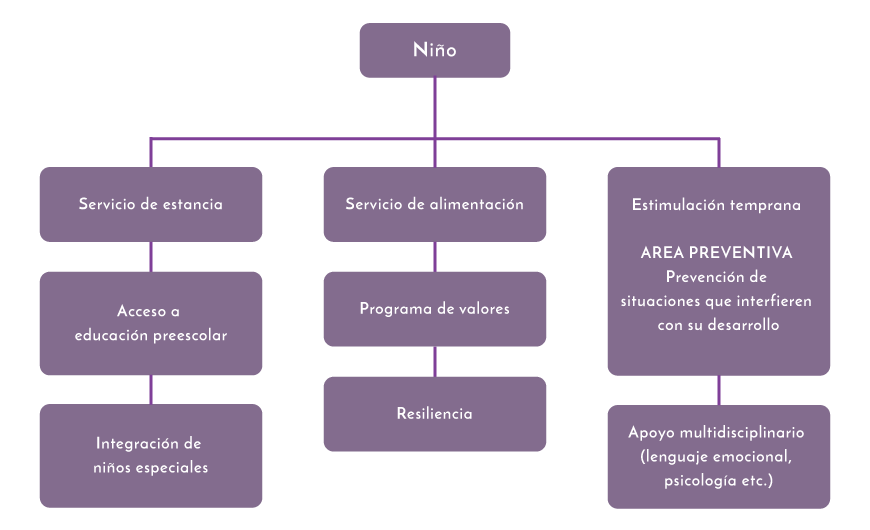 Niño
Servicio de estancia
Servicio de alimentación
Estimulación temprana
AREA PREVENTIVA
Prevención de
situaciones que interfieren
con su desarrollo
Acceso a
educación preescolar
Programa de valores
Resiliencia
Integración de
niños especiales
Apoyo multidisciplinario
(lenguaje emocional,
psicología etc.)